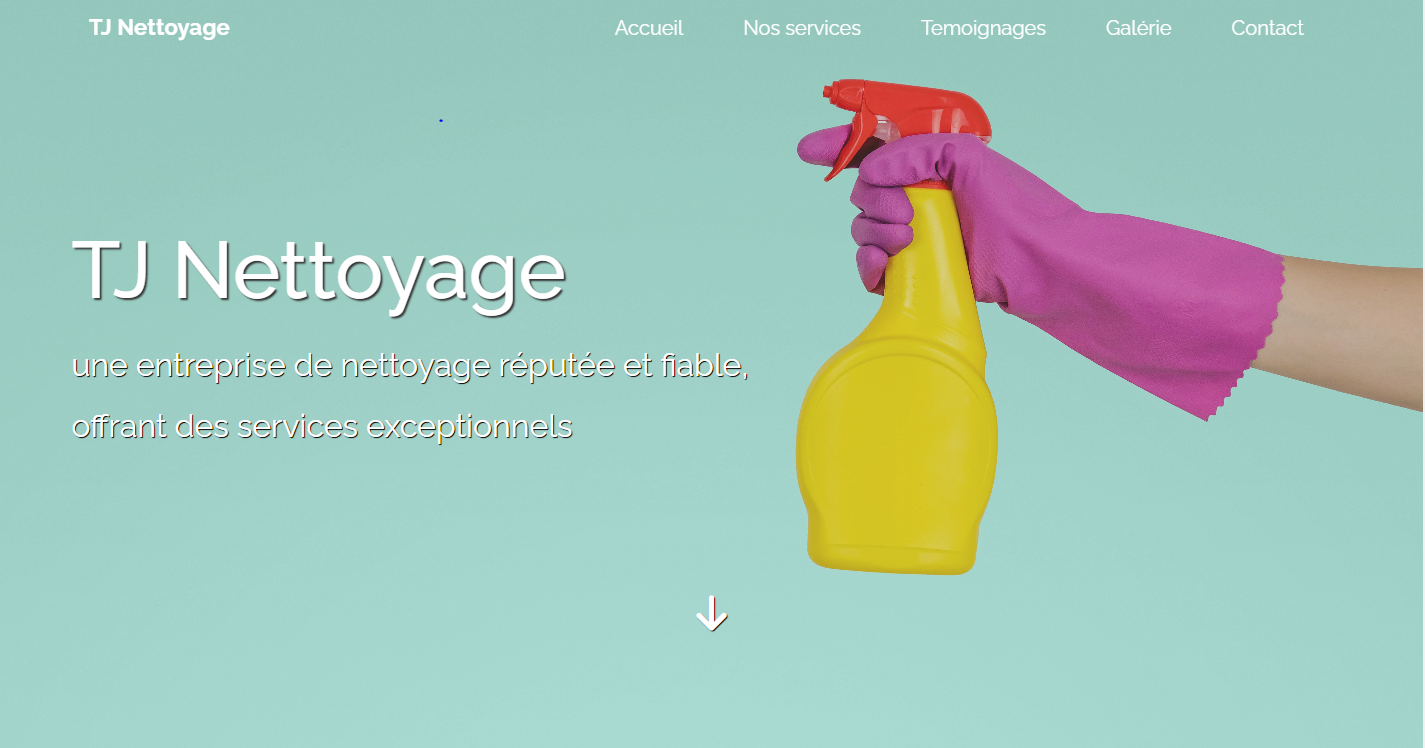 TJ Nettoyage
Accueil Nos services Temoignages Galérie Contact
TJ Nettoyage
une entreprise de nettoyage réputée et fiable,
offrant des services exceptionnels